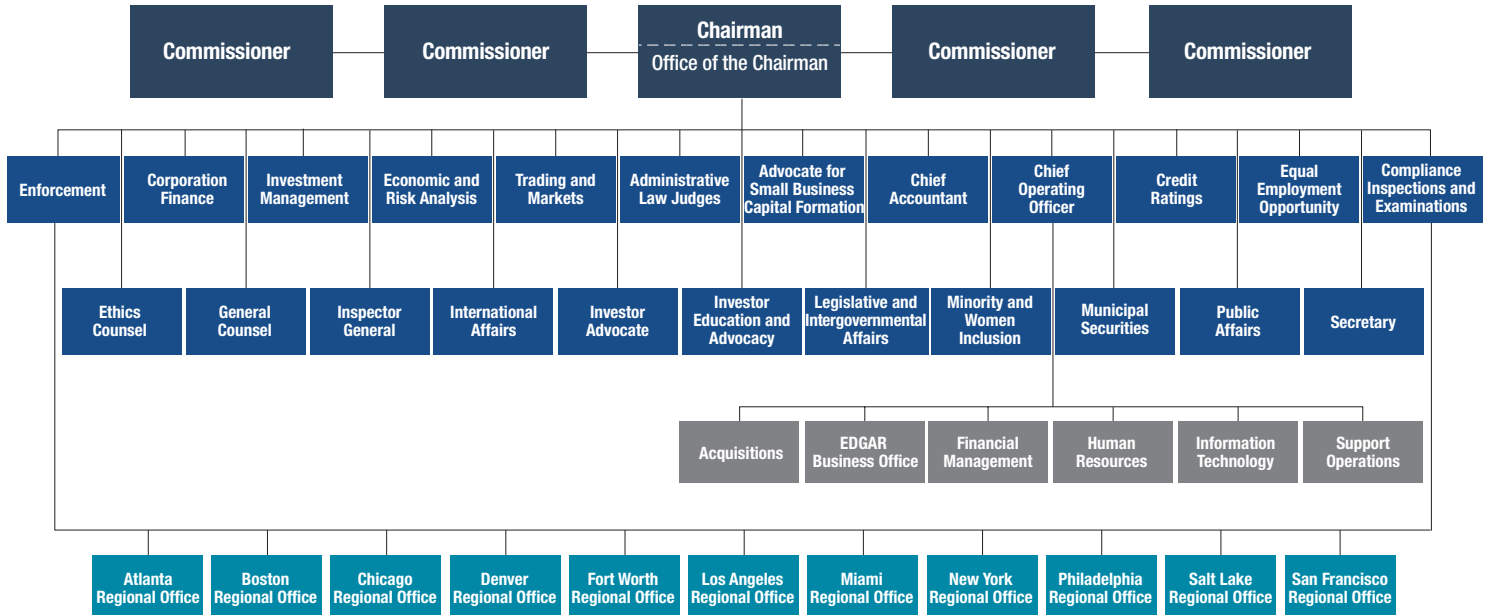 Commissioner
Commissioner
Chairman
Office of the Chairman
Commissioner
Commissioner
Enforcement
Corporation
Finance
Investment
Management
Economic and
Risk Analysis
Trading and
Markets
Administrative
Law Judges
Advocate for
Small Business
Capital Formation
Chief
Accountant
Chief
Operating
Officer
Credit
Ratings
Equal
Employment
Opportunity
Compliance
Inspections and
Examinations
Ethics
Counsel
General
Counsel
Inspector
General
International
Affairs
Investor
Advocate
Investor
Education and
Advocacy
Legislative and
Intergovernmental
Affairs
Minority and
Women
Inclusion
Municipal
Securities
Public
Affairs
Secretary
Acquisitions
EDGAR
Business Office
Financial
Management
Human
Resources
Information
Technology
Support
Operations
Atlanta
Regional Office
Boston
Regional Office
Chicago
Regional Office
Denver
Regional Office
Fort Worth
Regional Office
Los Angeles
Regional Office
Miami
Regional Office
New York
Regional Office
Philadelphia
Regional Office
Salt Lake
Regional Office
San Francisco
Regional Office